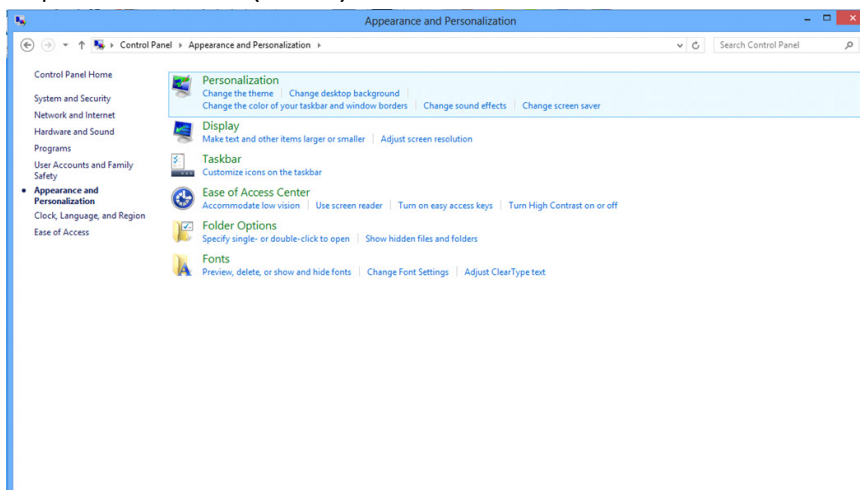 Appearance and Personalization
Control Panel Appearance and Personalization
Search Control Panel
Control Panel Home
System and Security
Network and Internet
Hardware and Sound
Programs
User Accounts and Family
Safety
Appearance and
Personalization
Clock, Language, and Region
Ease of Access
Personalization
Change the theme Change desktop background
Change the color of your taskbar and window borders Change sound effects Change screen saver
Display
Make text and other items larger or smaller Adjust screen resolution
Taskbar
Customize icons on the taskbar
Ease of Access Center
Accommodate low vision Use screen reader Turn on easy access keys Turn High Contrast on or off
Folder Options
Specify single- or double-click to open Show hidden files and folders
Fonts
Preview, delete, or show and hide fonts Change Font Settings Adjust ClearType text